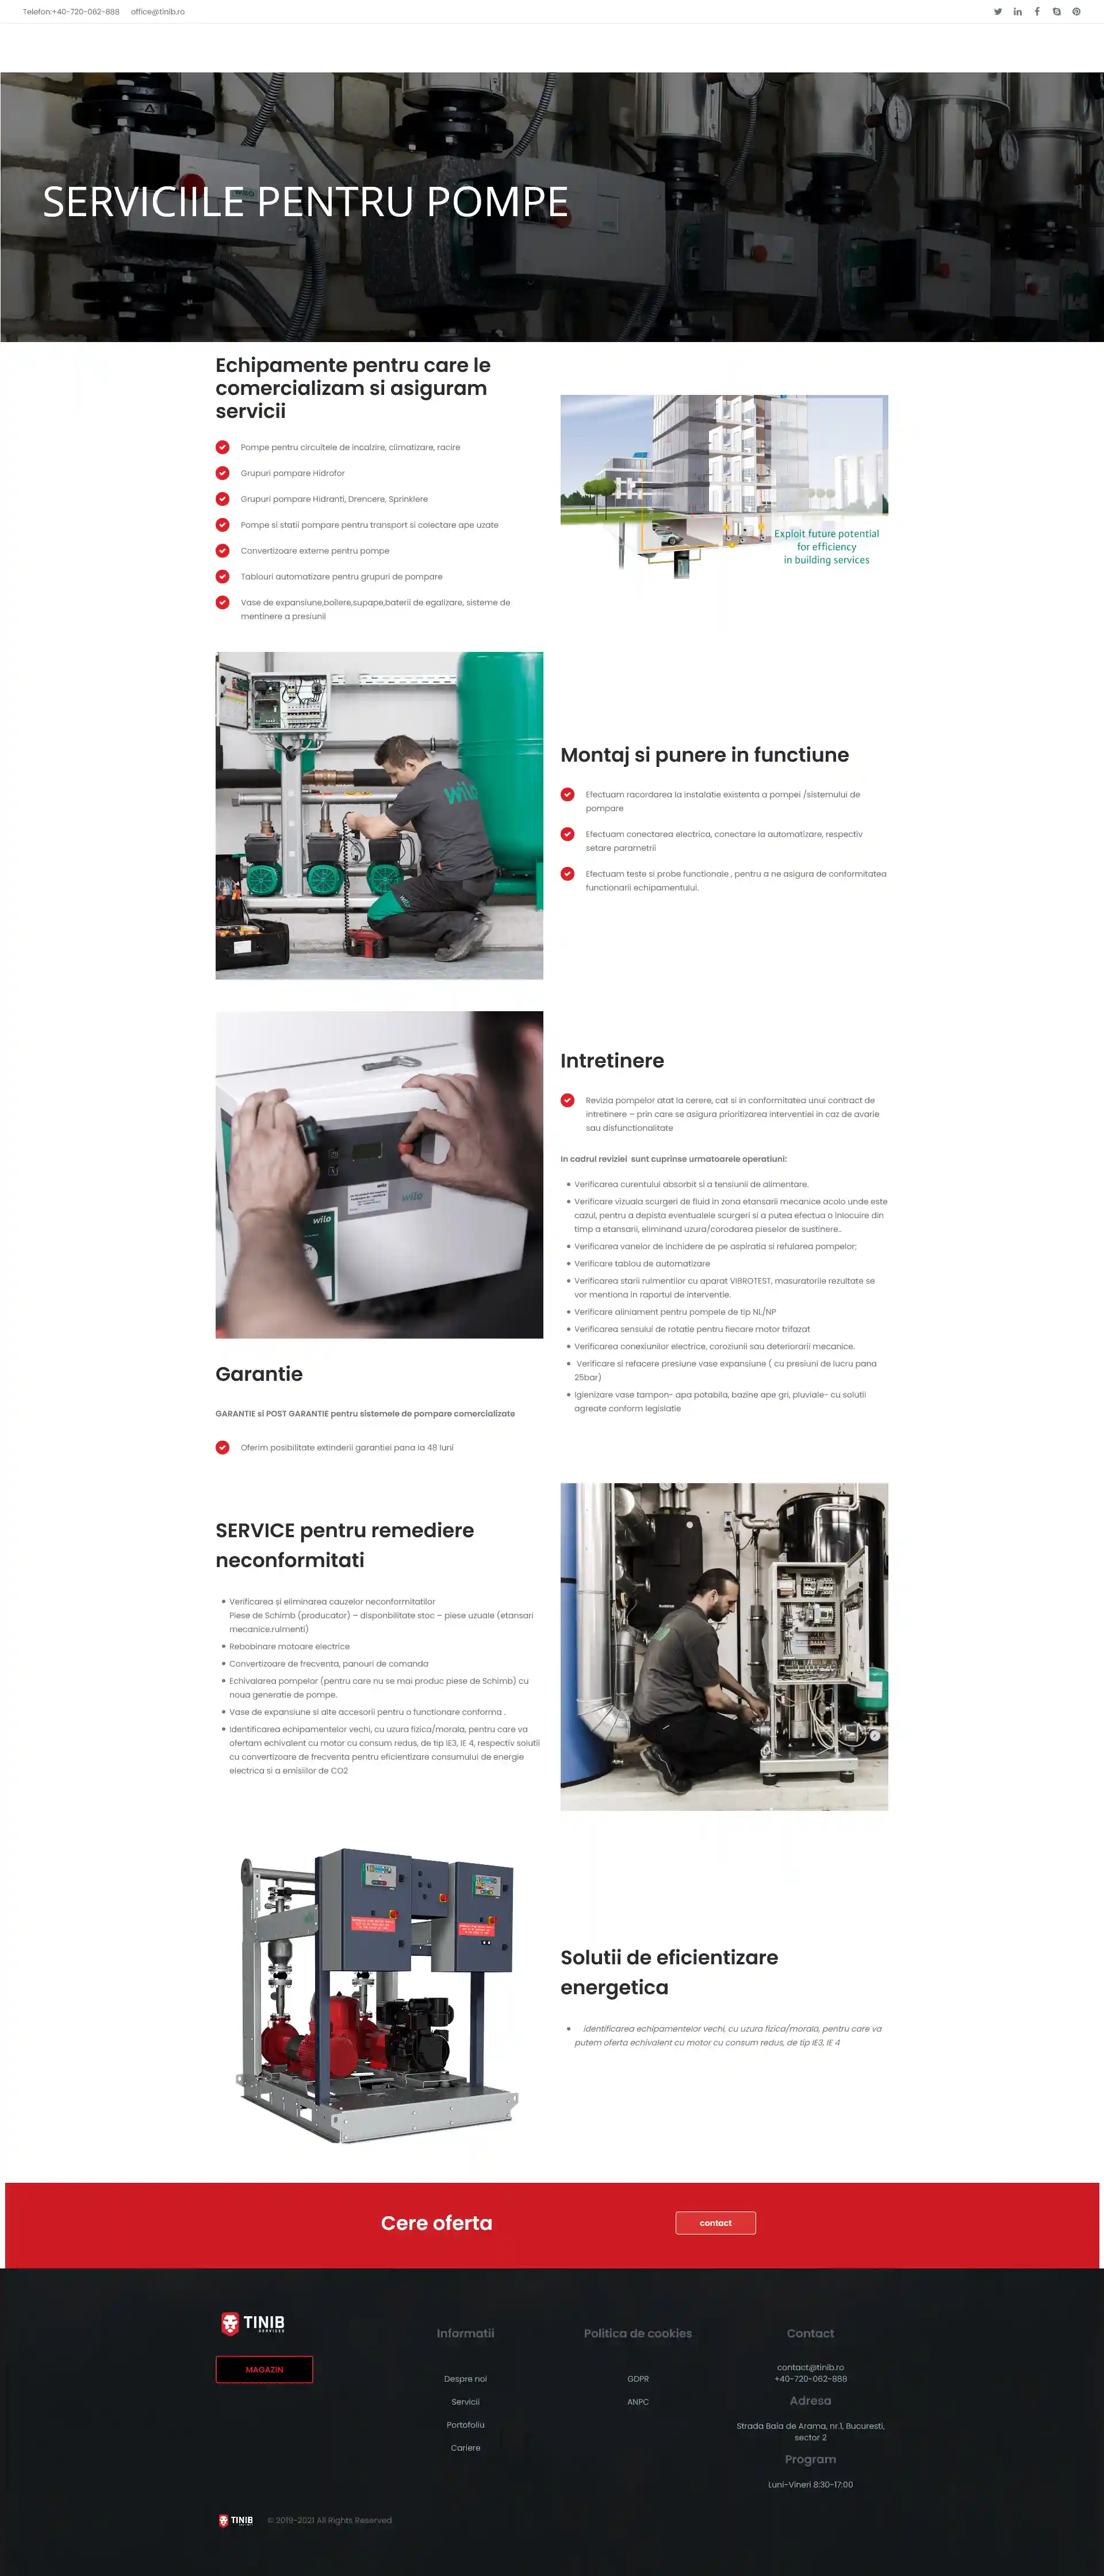 Telefon:+40-720-062-888 office@tinib.ro
SERVICIILE PENTRU POMPE
Echipamente pentru care le
comercializam si asiguram
servicii
Pompe pentru circuitele de incalzire, climatizare, racire
Grupuri pompare Hidrofor
Grupuri pompare Hidranti, Drencere, Sprinklere
Pompe si statii pompare pentru transport si colectare ape uzate
Convertizoare externe pentru pompe
Tablouri automatizare pentru grupuri de pompare
Vase de expansiune,boilere,supape,baterii de egalizare, sisteme de
mentinere a presiunii
Exploit future potential
for efficiency
in building services
wilo
wilo
Montaj si punere in functiune
Efectuam racordarea la instalatie existenta a pompei /sistemului de
pompare
Efectuam conectarea electrica, conectare la automatizare, respectiv
setare parametrii
Efectuam teste si probe functionale , pentru a ne asigura de conformitatea
functionarii echipamentului.
wilo
wilo
Intretinere
Revizia pompelor atat la cerere, cat si in conformitatea unui contract de
intretinere – prin care se asigura prioritizarea interventiei in caz de avarie
sau disfunctionalitate
In cadrul reviziei sunt cuprinse urmatoarele operatiuni:
Verificarea curentului absorbit si a tensiunii de alimentare.
Verificare vizuala scurgeri de fluid in zona etansarii mecanice acolo unde este
cazul, pentru a depista eventualele scurgeri si a putea efectua o inlocuire din
timp a etansarii, eliminand uzura/corodarea pieselor de sustinere..
Verificarea vanelor de inchidere de pe aspiratia si refularea pompelor;
Verificare tablou de automatizare
Verificarea starii rulmentilor cu aparat VIBROTEST, masuratorile rezultate se
vor mentiona in raportul de interventie.
Verificare aliniament pentru pompele de tip NL/NP
Verificarea sensului de rotatie pentru fiecare motor trifazat
Verificarea conexiunilor electrice, coroziunii sau deteriorarii mecanice.
Verificare si refacere presiune vase expansiune ( cu presiuni de lucru pana
25bar)
Igienizare vase tampon- apa potabila, bazine ape gri, pluviale- cu solutii
agreate conform legislatie
Garantie
GARANTIE si POST GARANTIE pentru sistemele de pompare comercializate
Oferim posibilitate extinderii garantiei pana la 48 luni
SERVICE pentru remediere
neconformitati
Verificarea și eliminarea cauzelor neconformitatilor
Piese de Schimb (producator) – disponbilitate stoc – piese uzuale (etansari
mecanice.rulmenti)
Rebobinare motoare electrice
Convertizoare de frecventa, panouri de comanda
Echivalarea pompelor (pentru care nu se mai produc piese de Schimb) cu
noua generatie de pompe.
Vase de expansiune si alte accesorii pentru o functionare conforma .
Identificarea echipamentelor vechi, cu uzura fizica/morala, pentru care va
ofertam echivalent cu motor cu consum redus, de tip IE3, IE 4, respectiv solutii
cu convertizoare de frecventa pentru eficientizare consumului de energie
electrica si a emisiilor de CO2
Solutii de eficientizare
energetica
identificarea echipamentelor vechi, cu uzura fizica/morala, pentru care va
putem oferta echivalent cu motor cu consum redus, de tip IE3, IE 4
Cere oferta
contact
TINIB
SERVICES
MAGAZIN
Informatii
Despre noi
Servicii
Portofoliu
Cariere
Politica de cookies
GDPR
ANPC
Contact
contact@tinib.ro
+40-720-062-888
Adresa
Strada Baia de Arama, nr.1, Bucuresti,
sector 2
Program
Luni-Vineri 8:30-17:00
TINIB © 2019-2021 All Rights Reserved